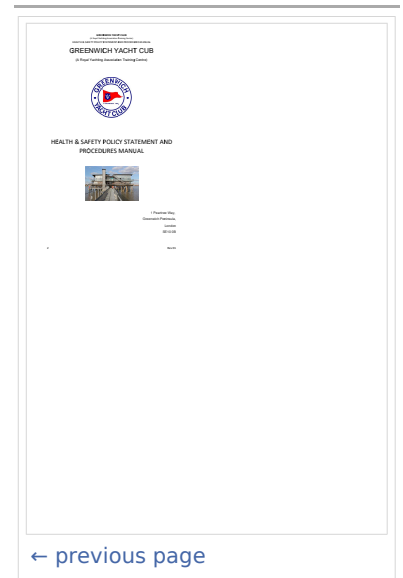 GREENWICH YACHT CUB
(A Royal Yachting Association Training Centre)
GREENWICH
YACHT CLUB
HEALTH & SAFETY POLICY STATEMENT AND
PROCEDURES MANUAL
1 Peartree Way,
Greenwich Peninsula,
London
← previous page